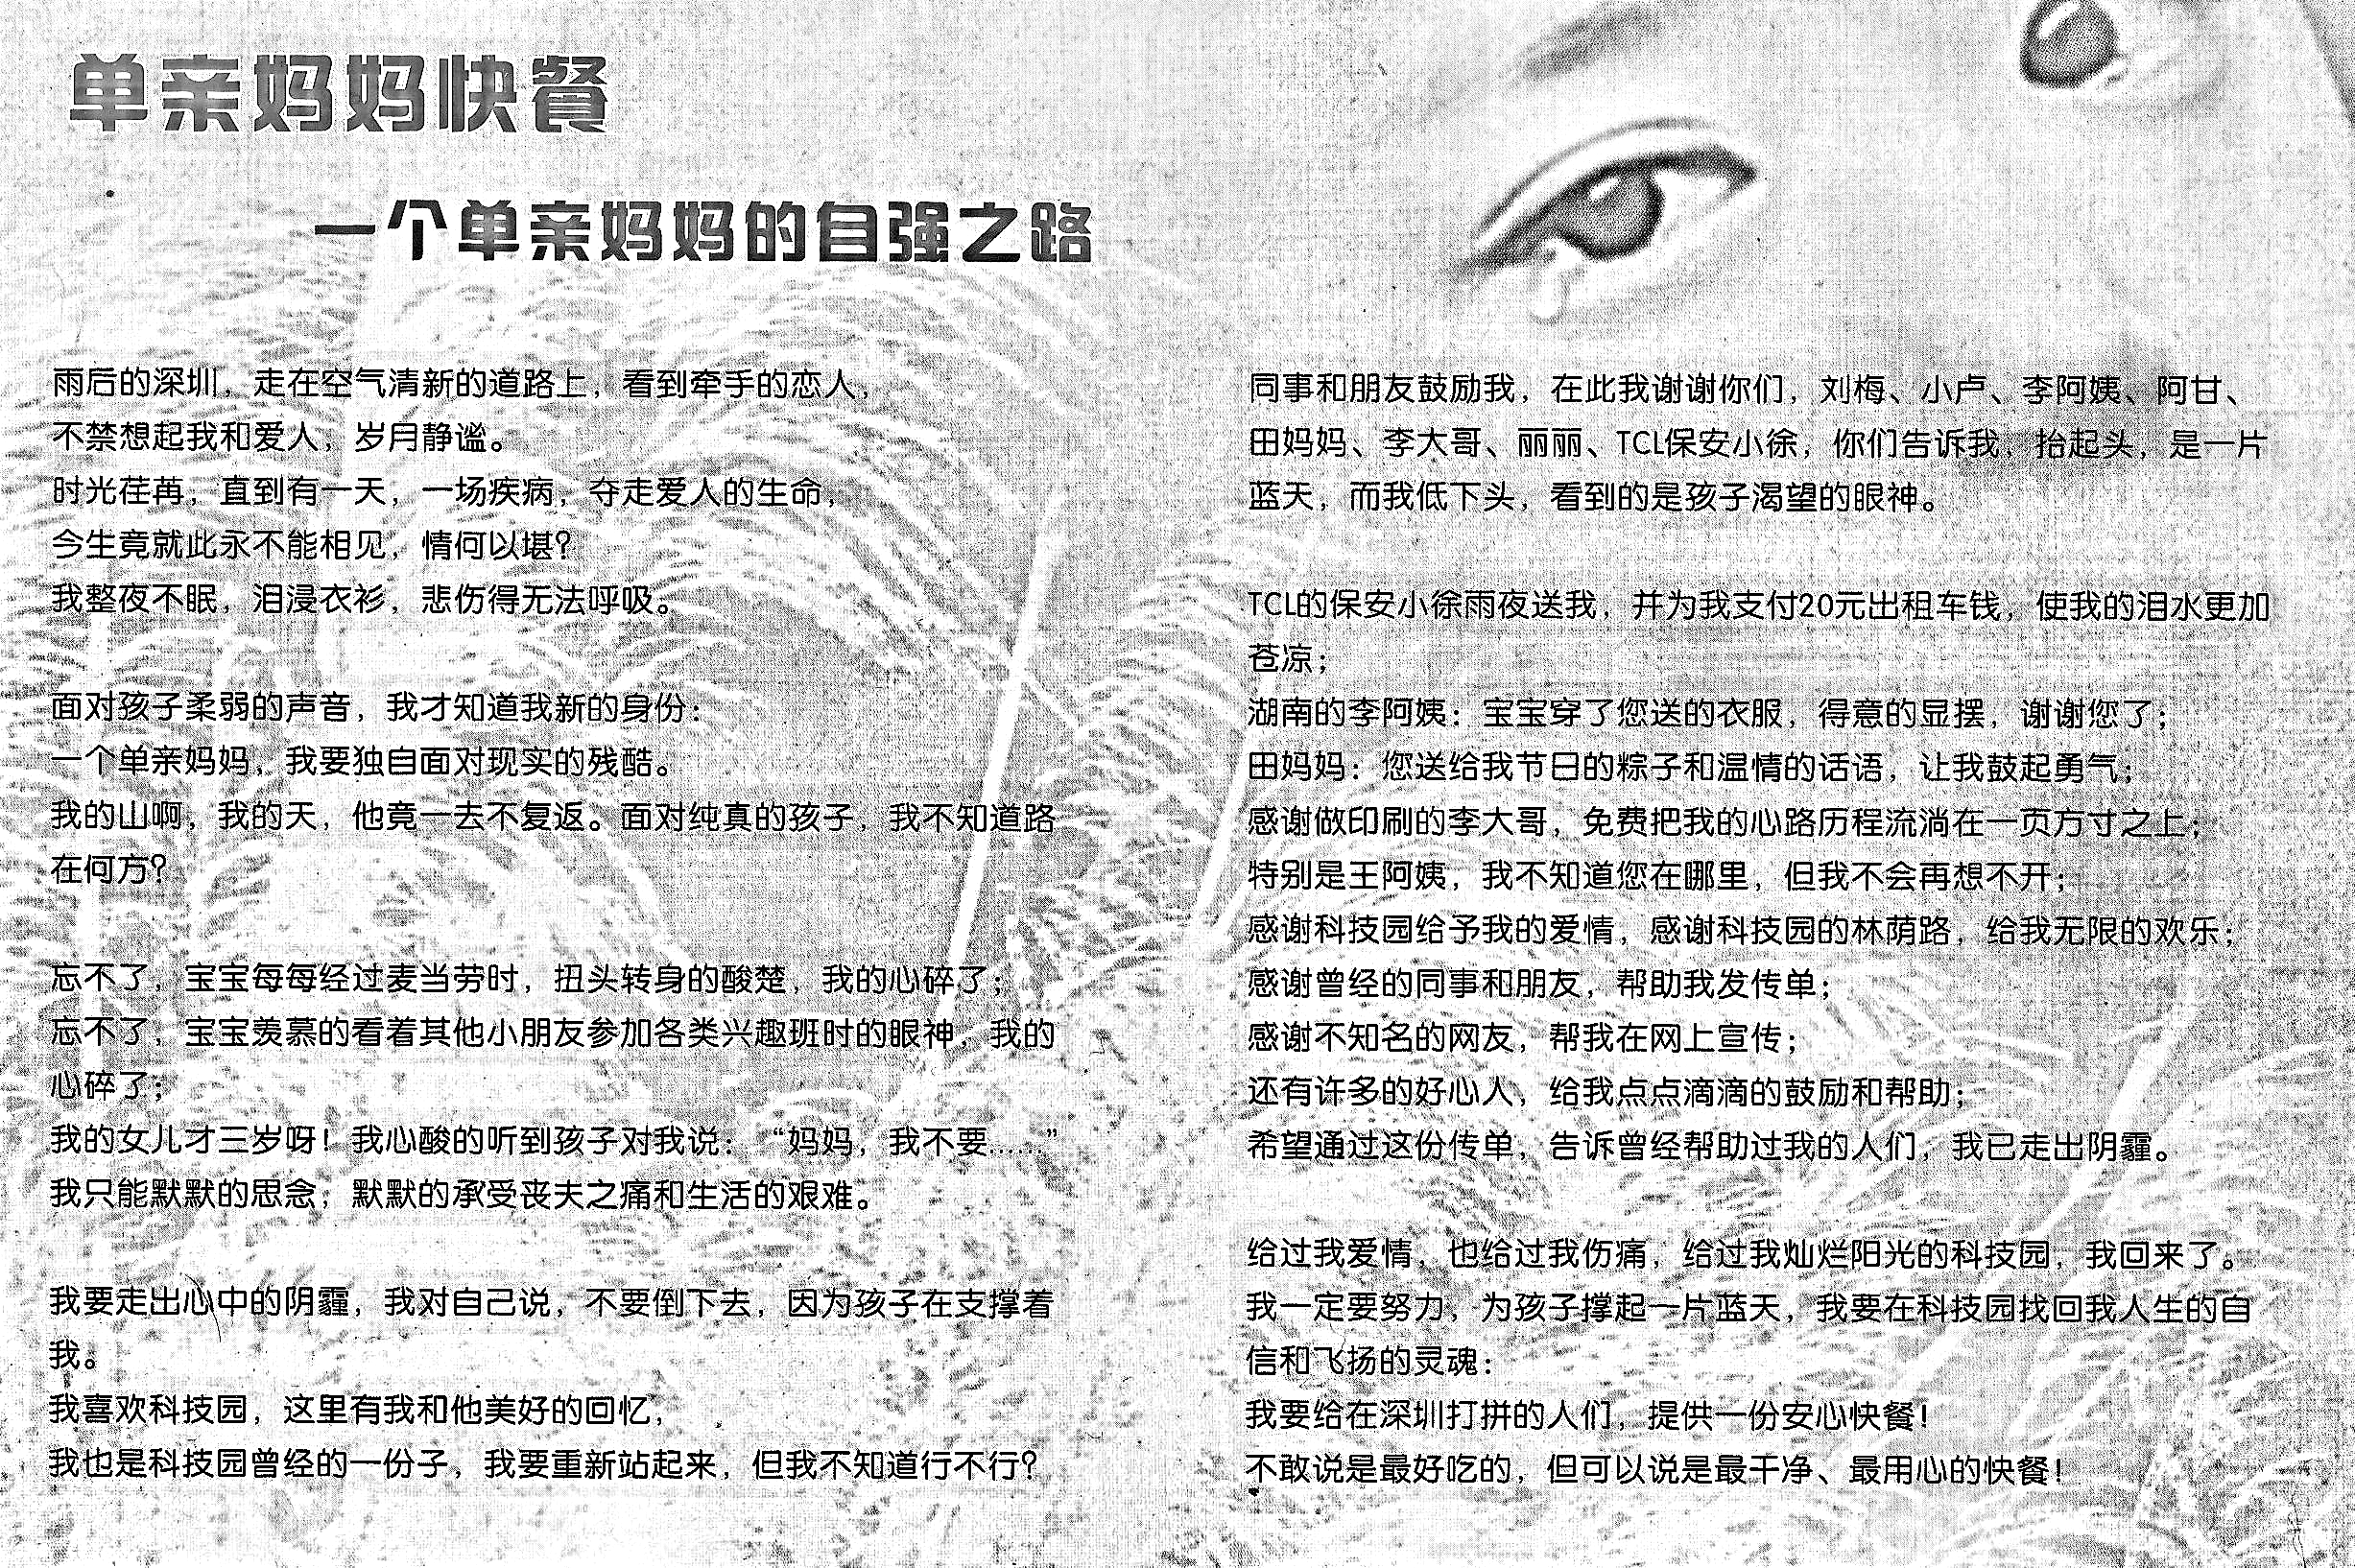 单亲妈妈快餐
一个单亲妈妈的自强之路
雨后的深圳，走在空气清新的道路上，看到牵手的恋人，
不禁想起我和爱人，岁月静谧。
时光荏苒，直到有一天，一场疾病，夺走爱人的生命，
今生竟就此永不能相见，情何以堪？
我整夜不眠，泪浸衣衫，悲伤得无法呼吸。
面对孩子柔弱的声音，我才知道我新的身份：
一个单亲妈妈，我要独自面对现实的残酷。
我的山啊，我的天，他竟一去不复返。面对纯真的孩子，我不知道路
在何方？
忘不了，宝宝每每经过麦当劳时，扭头转身的酸楚，我的心碎了；
忘不了，宝宝羡慕的看着其他小朋友参加各类兴趣班时的眼神，我的
心碎了；
我的女儿才三岁呀！我心酸的听到孩子对我说：“妈妈，我不要……”
我只能默默的思念，默默的承受丧夫之痛和生活的艰难。
我要走出心中的阴霾，我对自己说，不要倒下去，因为孩子在支撑着
我。
我喜欢科技园，这里有我和他美好的回忆，
我也是科技园曾经的一份子，我要重新站起来，但我不知道行不行？
同事和朋友鼓励我，在此我谢谢你们，刘梅、小卢、李阿姨、阿甘、
田妈妈、李大哥、丽丽、TCL保安小徐，你们告诉我，抬起头，是一片
蓝天，而我低下头，看到的是孩子渴望的眼神。
TCL的保安小徐雨夜送我，并为我支付20元出租车钱，使我的泪水更加
苍凉；
湖南的李阿姨：宝宝穿了您送的衣服，得意的显摆，谢谢您了；
田妈妈：您送给我节日的粽子和温情的话语，让我鼓起勇气；
感谢做印刷的李大哥，免费把我的心路历程流淌在一页方寸之上；
特别是王阿姨，我不知道您在哪里，但我不会再想不开；
感谢科技园给予我的爱情，感谢科技园的林荫路，给我无限的欢乐；
感谢曾经的同事和朋友，帮助我发传单；
感谢不知名的网友，帮我在网上宣传；
还有许多的好心人，给我点点滴滴的鼓励和帮助；
希望通过这份传单，告诉曾经帮助过我的人们，我已走出阴霾。
给过我爱情，也给过我伤痛，给过我灿烂阳光的科技园，我回来了。
我一定要努力，为孩子撑起一片蓝天，我要在科技园找回我人生的自
信和飞扬的灵魂：
我要给在深圳打拼的人们，提供一份安心快餐！
不敢说是最好吃的，但可以说是最干净、最用心的快餐！